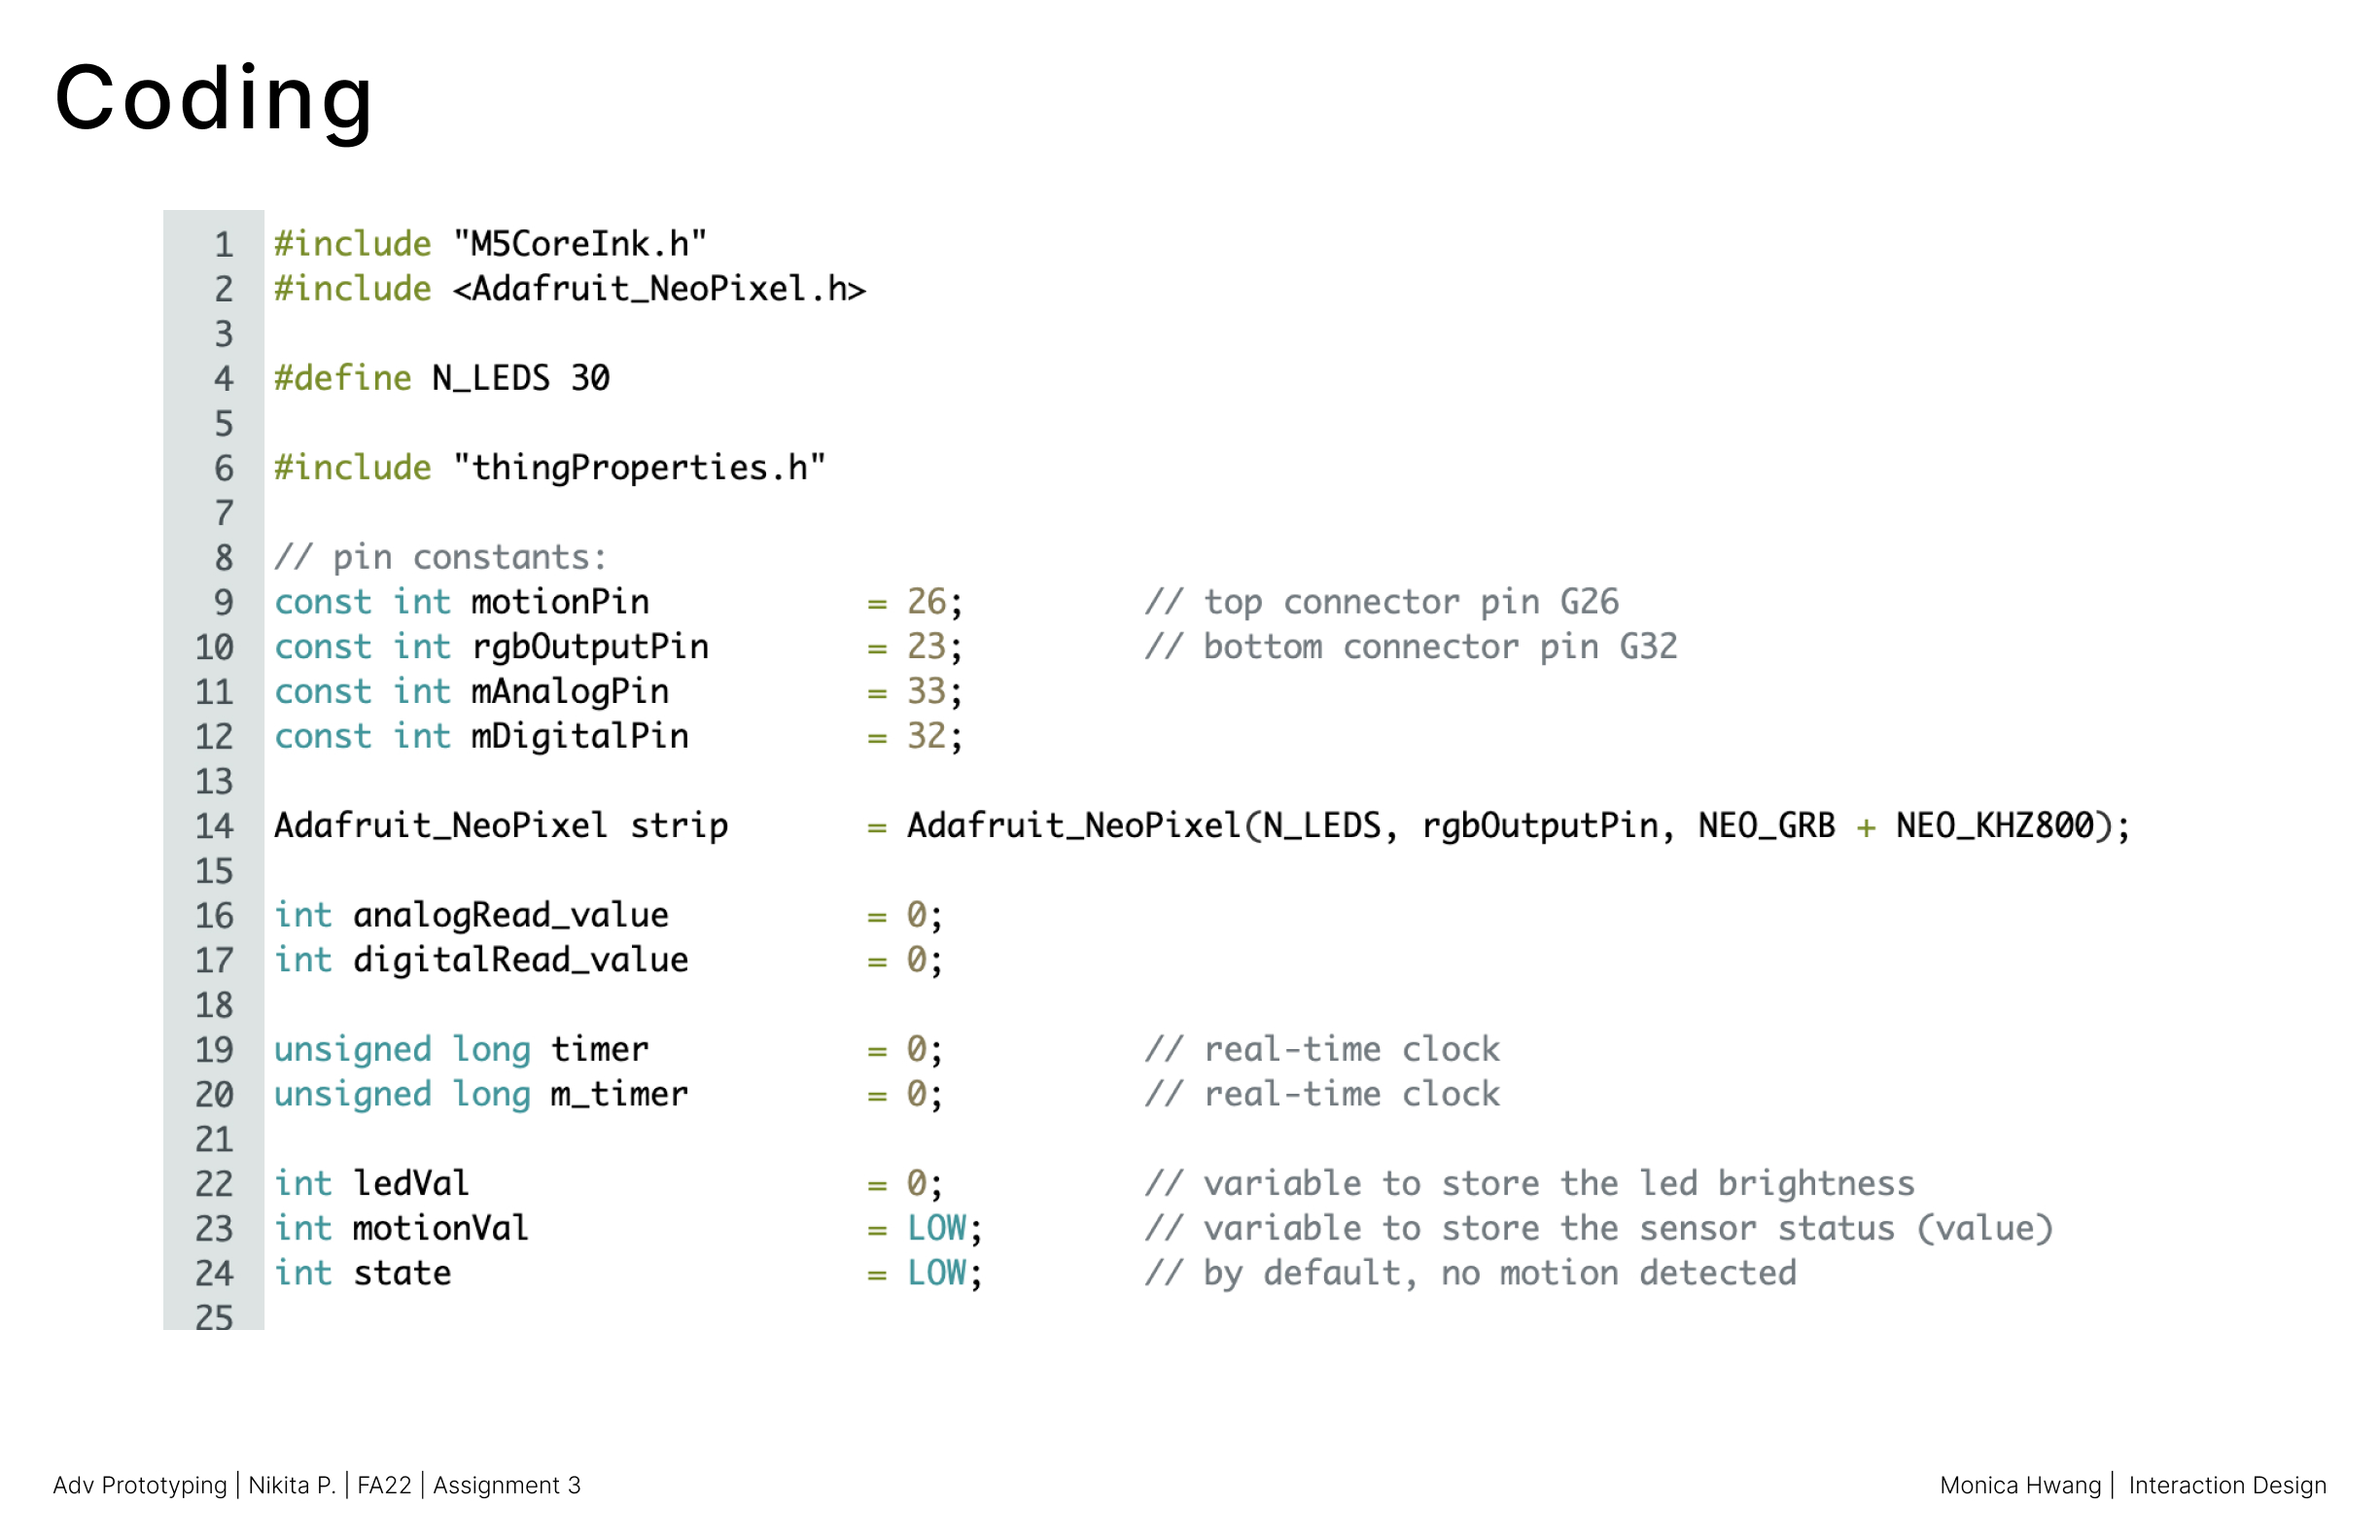 Coding
1 #include "M5CoreInk.h"
2 #include <Adafruit_NeoPixel.h>
3
4 #define N_LEDS 30
5
6 #include "thingProperties.h"
7
8 // pin constants:
9 const int motionPin = 26; // top connector pin G26
10 const int rgbOutputPin = 23; // bottom connector pin G32
11 const int mAnalogPin = 33;
12 const int mDigitalPin = 32;
13
14 Adafruit_NeoPixel strip = Adafruit_NeoPixel(N_LEDS, rgbOutputPin, NEO_GRB + NEO_KHZ800);
15
16 int analogRead_value = 0;
17 int digitalRead_value = 0;
18
19 unsigned long timer = 0; // real-time clock
20 unsigned long m_timer = 0; // real-time clock
21
22 int ledVal = 0; // variable to store the led brightness
23 int motionVal = LOW; // variable to store the sensor status (value)
24 int state = LOW; // by default, no motion detected
25
Adv Prototyping | Nikita P. | FA22 | Assignment 3
Monica Hwang | Interaction Design